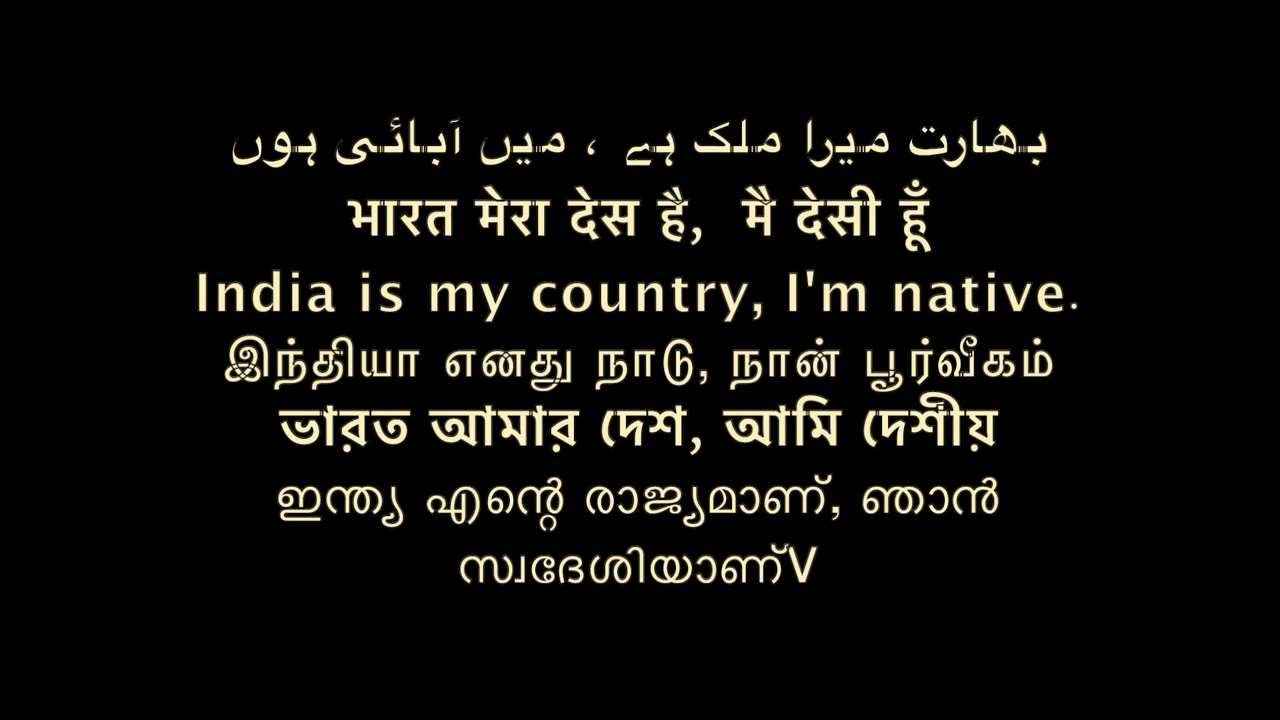 بھارت میرا ملک ہے ، میں آبائی ہوں
भारत मेरा देस है, मै देसी हूँ
India is my country, I'm native.
இந்தியா எனது நாடு, நான் பூர்வீகம்
ভারত আমার দেশ, আমি দেশীয়
ഇന്ത്യ എന്റെ രാജ്യമാണ്, ഞാൻ
സ്വദേശിയാണ്V